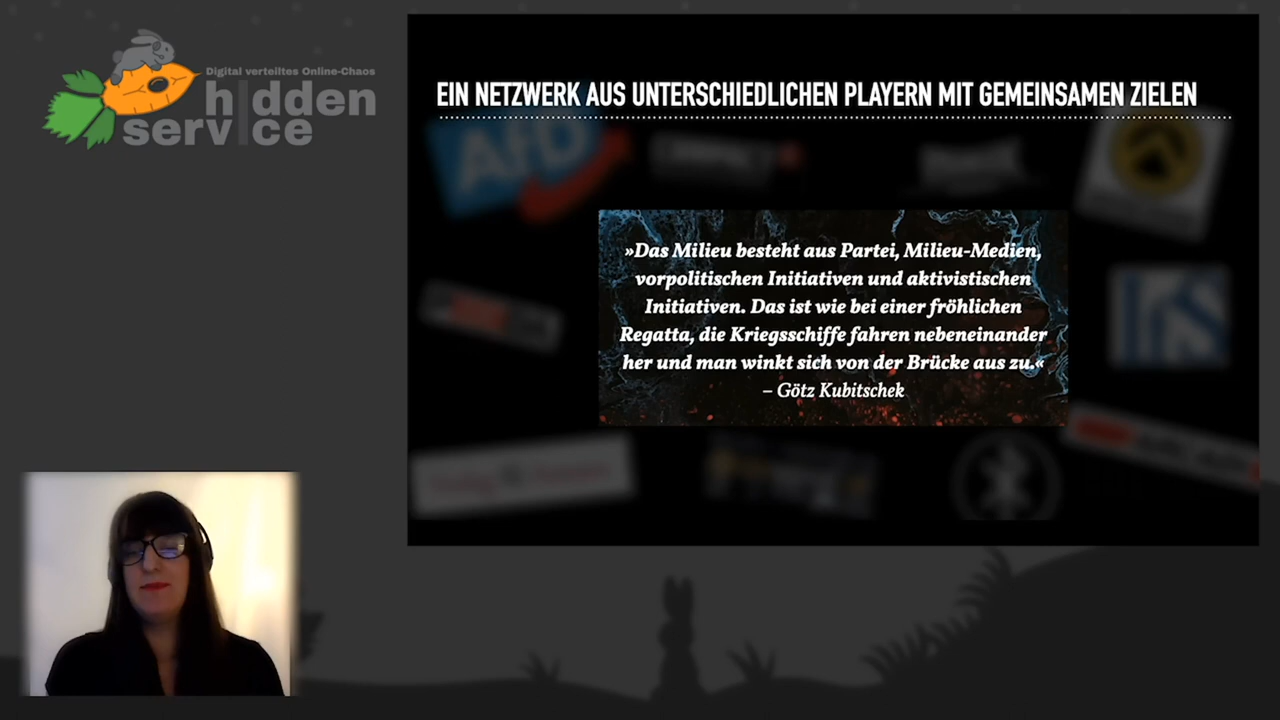 Digital verteiltes Online-Chaos
hidden
service
EIN NETZWERK AUS UNTERSCHIEDLICHEN PLAYERN MIT GEMEINSAMEN ZIELEN
AfD
»Das Milieu besteht aus Partei, Milieu-Medien,
vorpolitischen Initiativen und aktivistischen
Initiativen. Das ist wie bei einer fröhlichen
Regatta, die Kriegsschiffe fahren nebeneinander
her und man winkt sich von der Brücke aus zu.«
– Götz Kubitschek